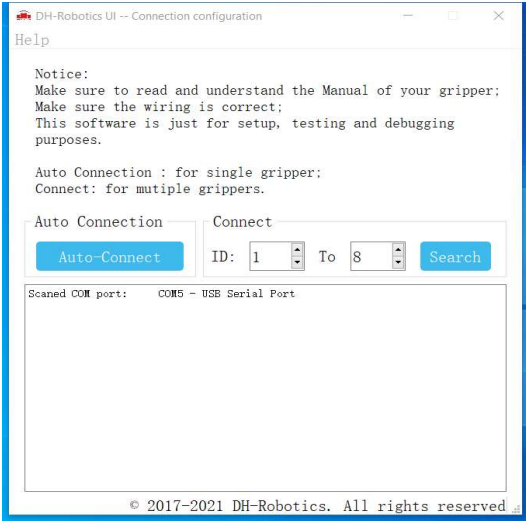 DH-Robotics UI -- Connection configuration
Help
Notice:
Make sure to read and understand the Manual of your gripper;
Make sure the wiring is correct;
This software is just for setup, testing and debugging
purposes.
Auto Connection : for single gripper;
Connect: for mutiple grippers.
Auto Connection
Connect
Auto-Connect
ID: 1 To 8 Search
Scaned COM port: COM5 - USB Serial Port
© 2017-2021 DH-Robotics. All rights reserved